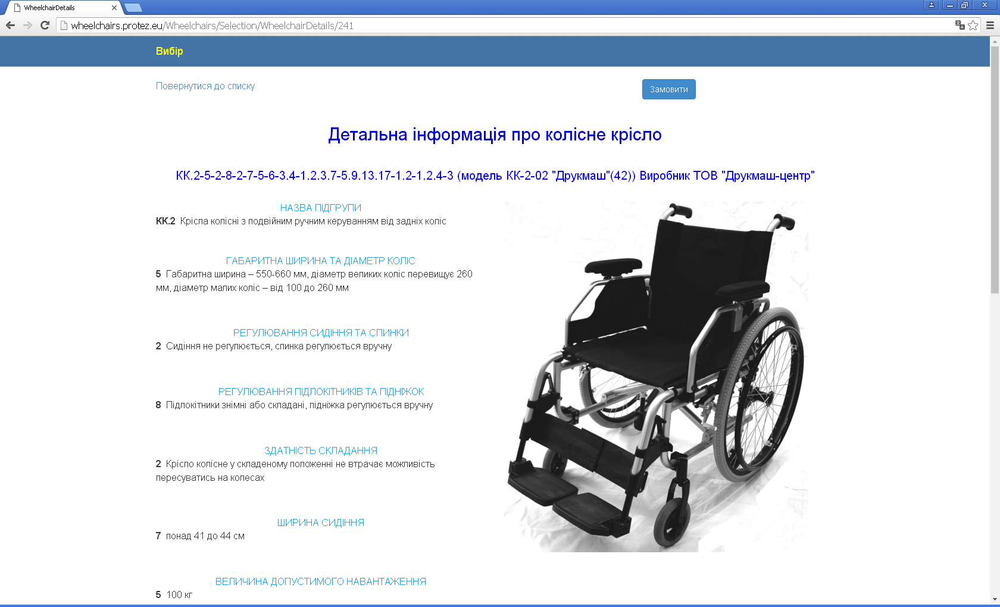 WheelchairDetails
wheelchairs.protez.eu/Wheelchairs/Selection/WheelchairDetails/241
Вибір
Повернутися до списку
Замовити
Детальна інформація про колісне крісло
КК.2-5-2-8-2-7-5-6-3.4-1.2.3.7-5.9.13.17-1.2-1.2.4-3 (модель КК-2-02 "Друкмаш"(42)) Виробник ТОВ "Друкмаш-центр"
НАЗВА ПІДГРУПИ
КК.2 Крісла колісні з подвійним ручним керуванням від задніх коліс
ГАБАРИТНА ШИРИНА ТА ДІАМЕТР КОЛІС
5 Габаритна ширина – 550-660 мм, діаметр великих коліс перевищує 260
мм, діаметр малих коліс – від 100 до 260 мм
РЕГУЛЮВАННЯ СИДІННЯ ТА СПИНКИ
2 Сидіння не регулюється, спинка регулюється вручну
РЕГУЛЮВАННЯ ПІДЛОКІТНИКІВ ТА ПІДНІЖОК
8 Підлокітники знімні або складані, підніжка регулюється вручну
ЗДАТНІСТЬ СКЛАДАННЯ
2 Крісло колісне у складеному положенні не втрачає можливість
пересуватись на колесах
ШИРИНА СИДІННЯ
7 понад 41 до 44 см
ВЕЛИЧИНА ДОПУСТИМОГО НАВАНТАЖЕННЯ
5 100 кг